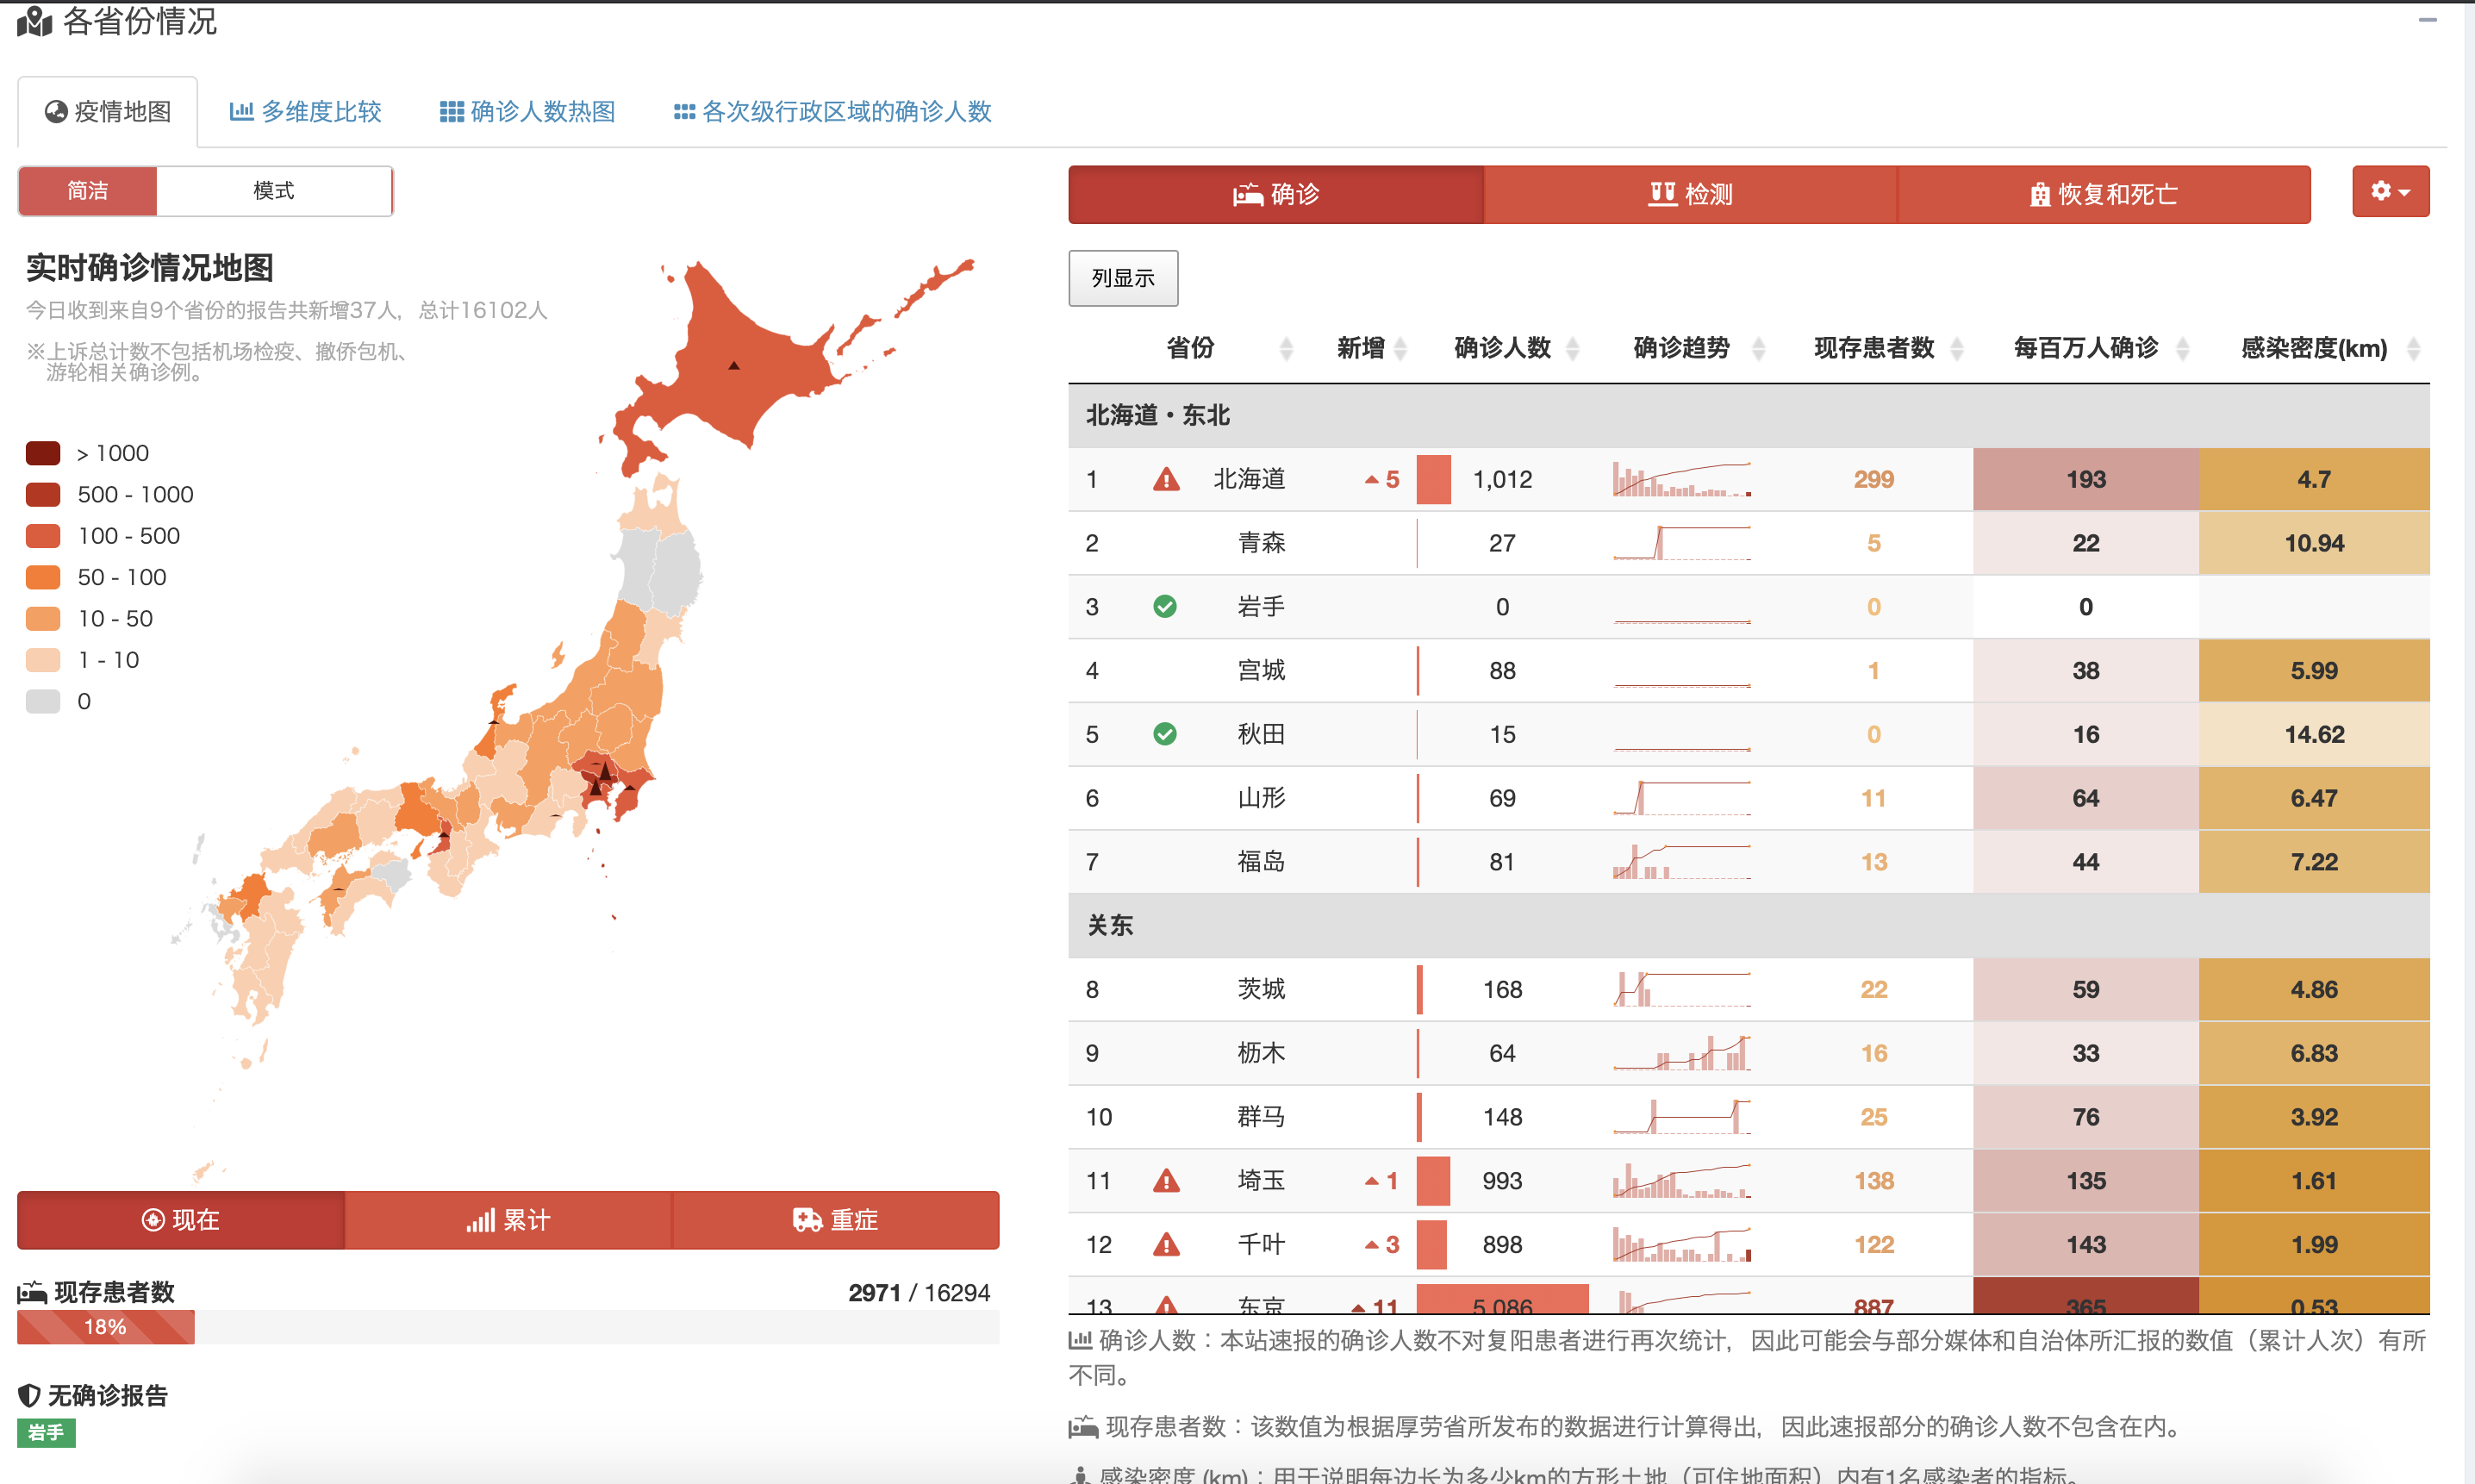 各省份情况
疫情地图 多维度比较 确诊人数热图 各次级行政区域的确诊人数
简洁 模式
实时确诊情况地图
今日收到来自9个省份的报告共新增37人，总计16102人
※上诉总计数不包括机场检疫、撤侨包机、
游轮相关确诊例。
> 1000
500 - 1000
100 - 500
50 - 100
10 - 50
1 - 10
0
现在 累计 重症
现存患者数 2971 / 16294
18%
无确诊报告
岩手
确诊 检测 恢复和死亡
列显示
省份 新增 确诊人数 确诊趋势 现存患者数 每百万人确诊 感染密度(km)
北海道・东北
1 北海道 5 1,012 299 193 4.7
2 青森 27 5 22 10.94
3 岩手 0 0 0
4 宫城 88 1 38 5.99
5 秋田 15 0 16 14.62
6 山形 69 11 64 6.47
7 福岛 81 13 44 7.22
关东
8 茨城 168 22 59 4.86
9 枥木 64 16 33 6.83
10 群马 148 25 76 3.92
11 埼玉 1 993 138 135 1.61
12 千叶 3 898 122 143 1.99
13 东京 11 5,086 887 365 0.53
确诊人数：本站速报的确诊人数不对复阳患者进行再次统计，因此可能会与部分媒体和自治体所汇报的数值（累计人次）有所
不同。
现存患者数：该数值为根据厚劳省所发布的数据进行计算得出，因此速报部分的确诊人数不包含在内。
感染密度 (km)：用于说明每边长为多少km的方形土地（可住地面积）内有1名感染者的指标。